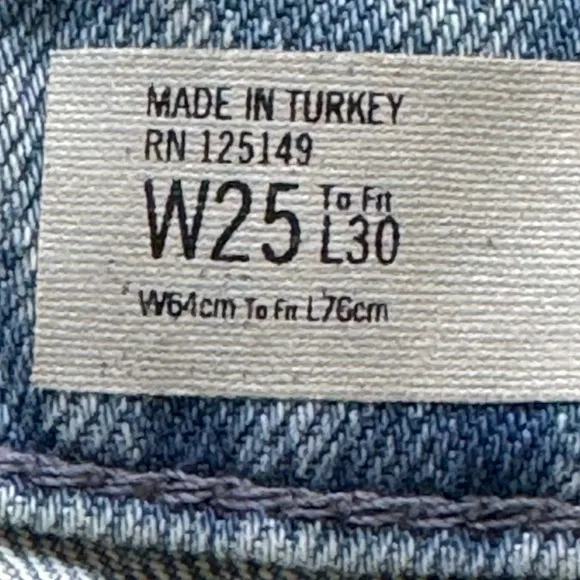 MADE IN TURKEY
RN 125149
W25 To Fit L30
W64cm To Fit L76cm